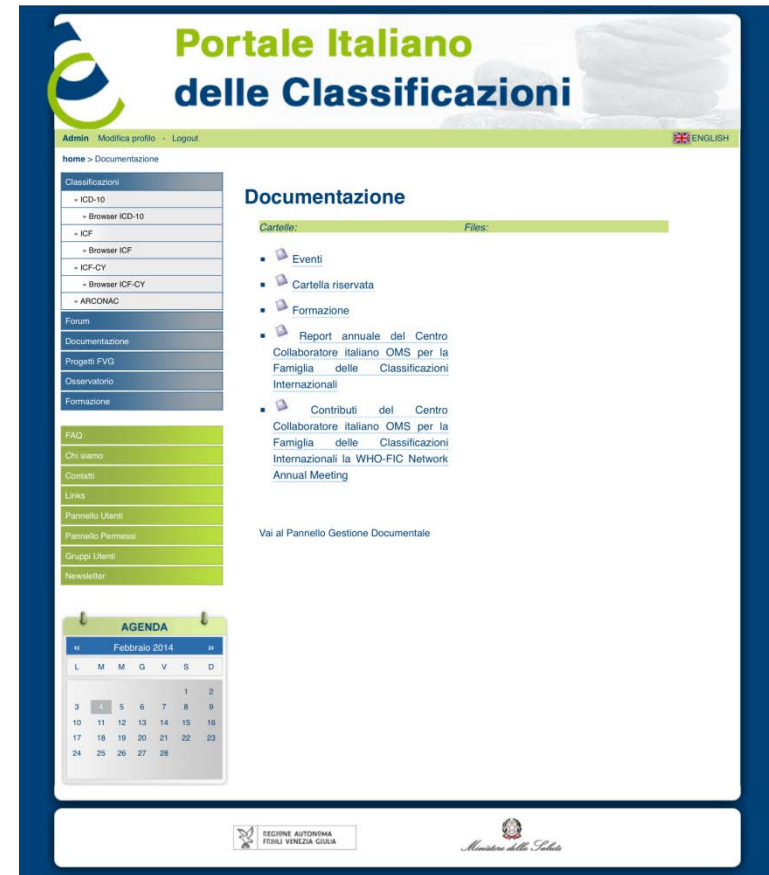 Portale Italiano
delle Classificazioni
Admin Modifica profilo - Logout
ENGLISH
home > Documentazione
Classificazioni
» ICD-10
» Browser ICD-10
» ICF
» Browser ICF
» ICF-CY
» Browser ICF-CY
» ARCONAC
Forum
Documentazione
Progetti FVG
Osservatorio
Formazione
FAQ
Chi siamo
Contatti
Links
Pannello Utenti
Pannello Permessi
Gruppi Utenti
Newsletter
AGENDA
« Febbraio 2014 »
L M M G V S D
1 2
3 4 5 6 7 8 9
10 11 12 13 14 15 16
17 18 19 20 21 22 23
24 25 26 27 28
Documentazione
Cartelle: Files:
Eventi
Cartella riservata
Formazione
Report annuale del Centro
Collaboratore italiano OMS per la
Famiglia delle Classificazioni
Internazionali
Contributi del Centro
Collaboratore italiano OMS per la
Famiglia delle Classificazioni
Internazionali la WHO-FIC Network
Annual Meeting
Vai al Pannello Gestione Documentale
REGIONE AUTONOMA
FRIULI VENEZIA GIULIA
Ministero della Salute